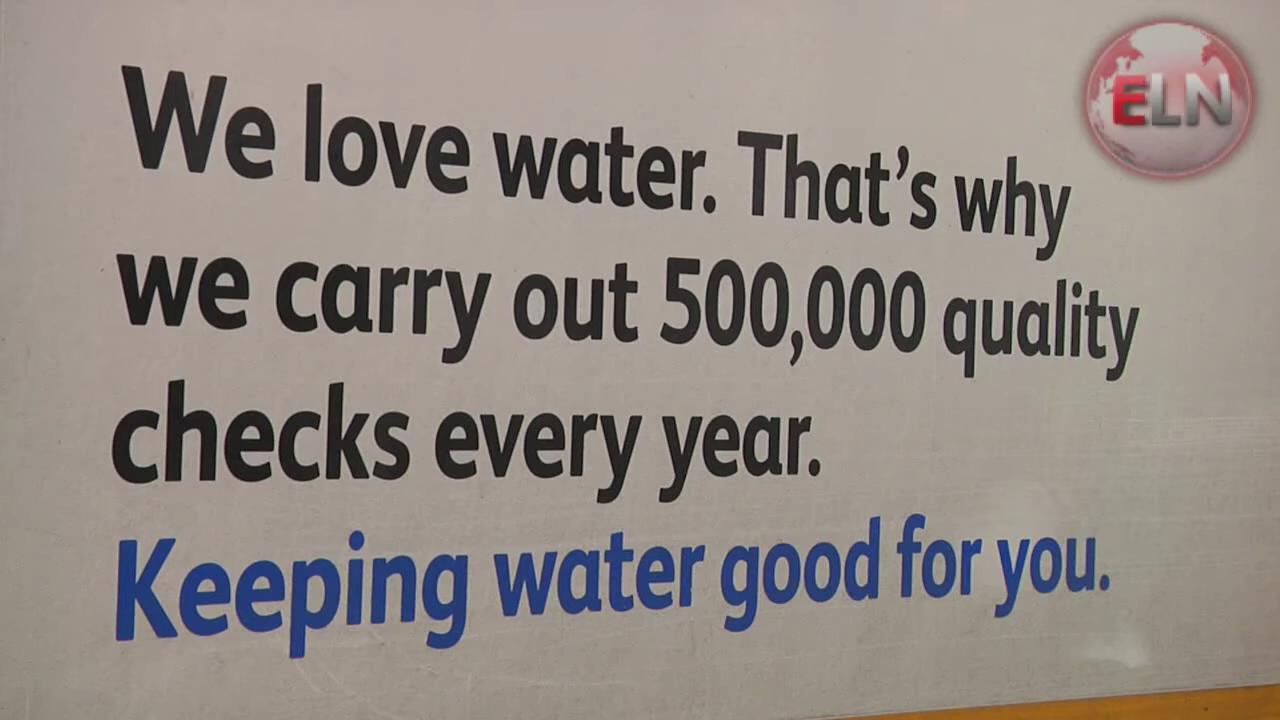 We love water. That's why
we carry out 500,000 quality
checks every year.
Keeping water good for you.
ELN